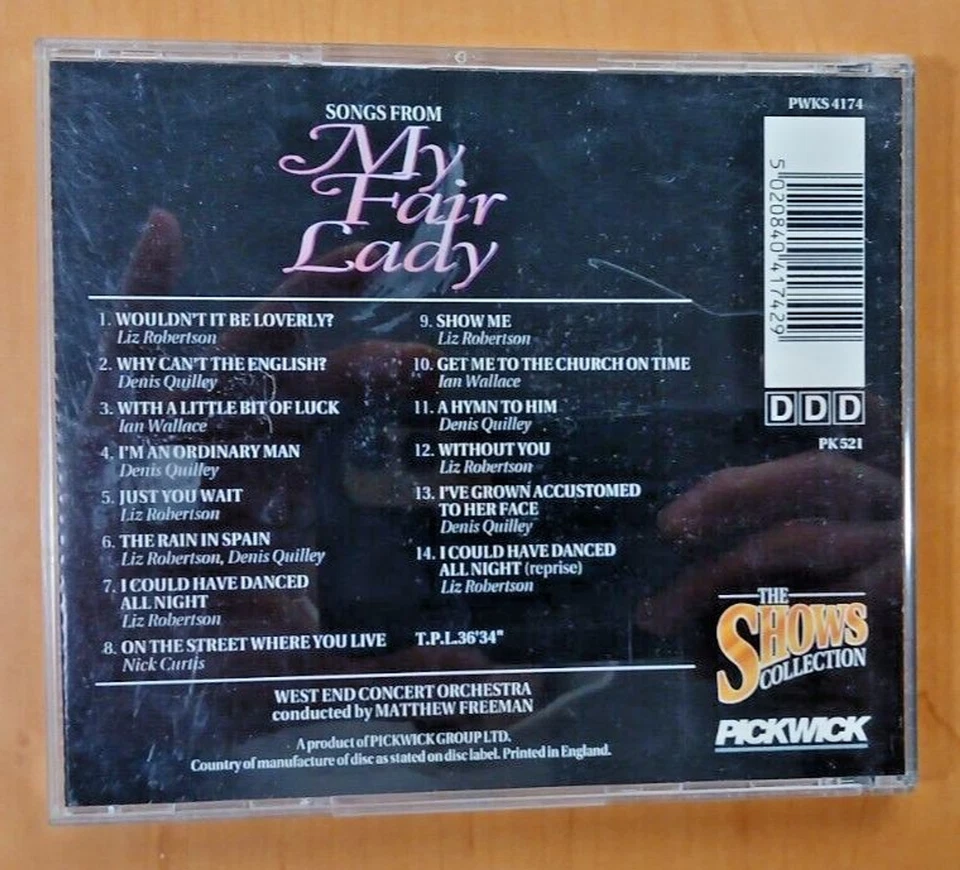 SONGS FROM
My
Fair
Lady
1. WOULDN'T IT BE LOVERLY?
Liz Robertson
2. WHY CAN'T THE ENGLISH?
Denis Quilley
3. WITH A LITTLE BIT OF LUCK
Ian Wallace
4. I'M AN ORDINARY MAN
Denis Quilley
5. JUST YOU WAIT
Liz Robertson
6. THE RAIN IN SPAIN
Liz Robertson, Denis Quilley
7. I COULD HAVE DANCED
ALL NIGHT
Liz Robertson
8. ON THE STREET WHERE YOU LIVE
Nick Curtis
9. SHOW ME
Liz Robertson
10. GET ME TO THE CHURCH ON TIME
Ian Wallace
11. A HYMN TO HIM
Denis Quilley
12. WITHOUT YOU
Liz Robertson
13. I'VE GROWN ACCUSTOMED
TO HER FACE
Denis Quilley
14. I COULD HAVE DANCED
ALL NIGHT (reprise)
Liz Robertson
T.P.L.36'34"
WEST END CONCERT ORCHESTRA
conducted by MATTHEW FREEMAN
A product of PICKWICK GROUP LTD.
Country of manufacture of disc as stated on disc label. Printed in England.
PWKS 4174
5 020840 417429
DDD
PK 521
THE
SHOWS
COLLECTION
PICKWICK